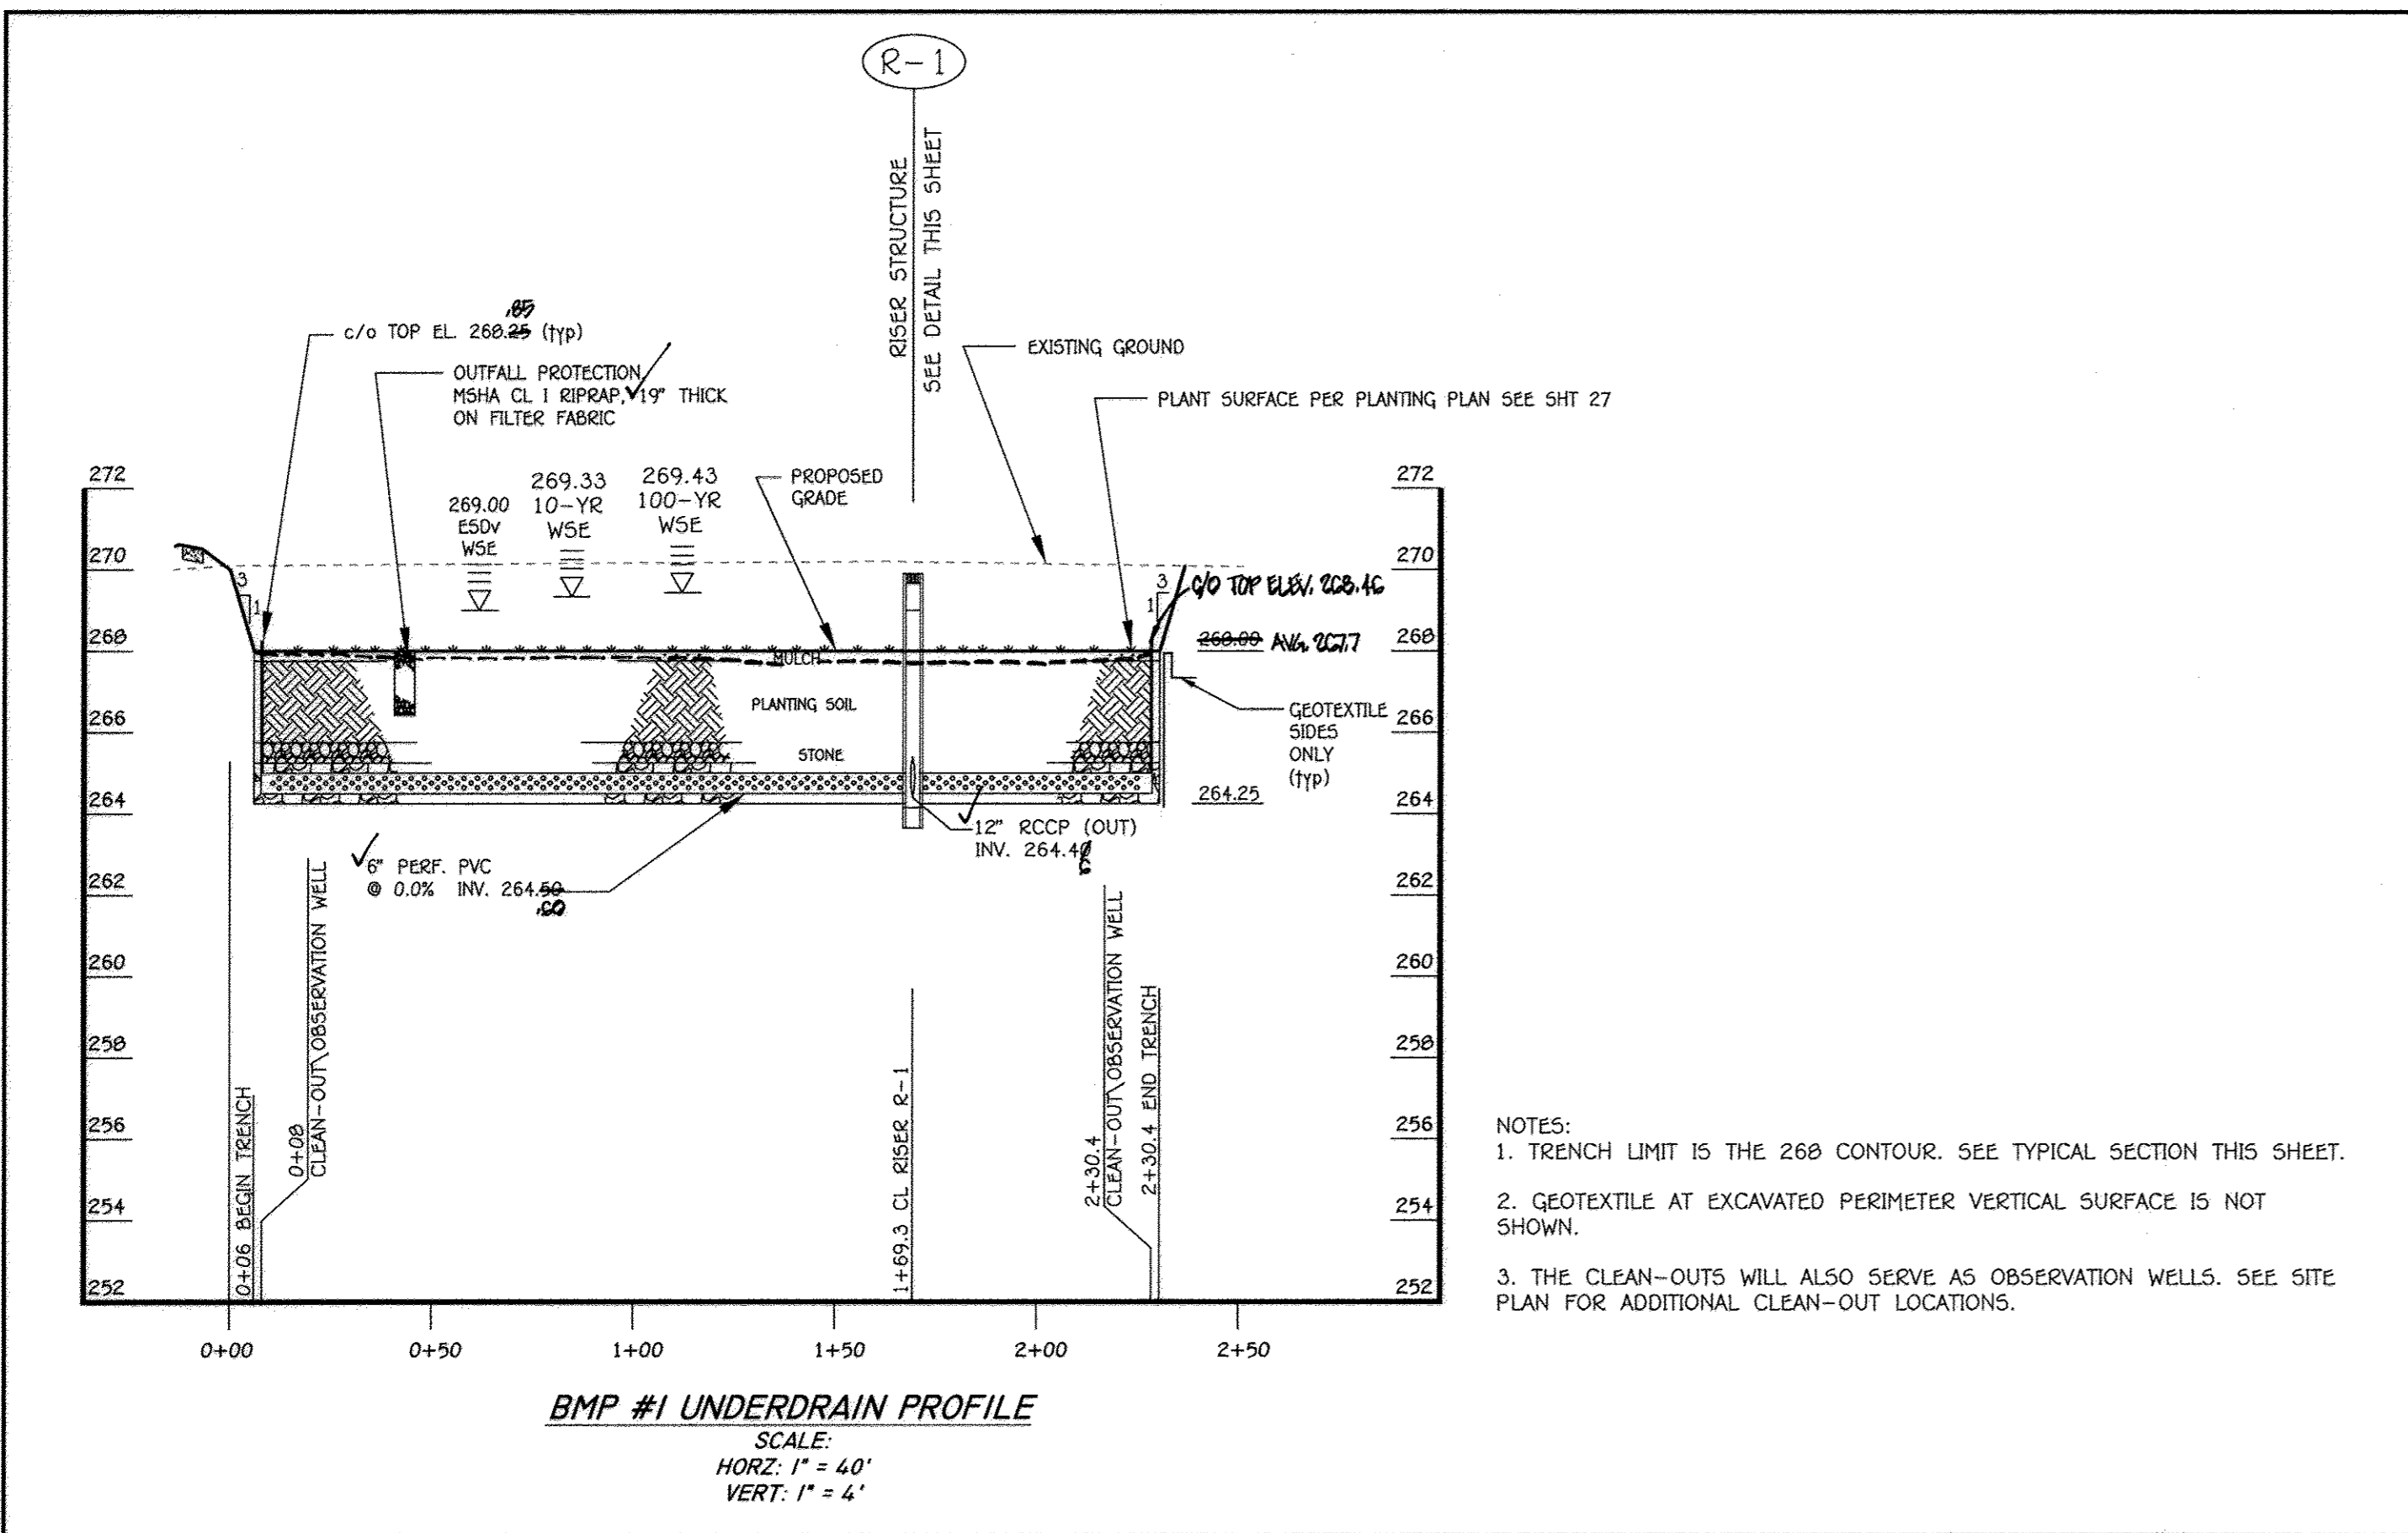 R-1
RISER STRUCTURE
SEE DETAIL THIS SHEET
.85
c/o TOP EL. 268.25 (typ)
OUTFALL PROTECTION,
MSHA CL I RIPRAP, 19" THICK
ON FILTER FABRIC
EXISTING GROUND
PLANT SURFACE PER PLANTING PLAN SEE SHT 27
269.00
ESDv
WSE
269.33
10-YR
WSE
269.43
100-YR
WSE
PROPOSED
GRADE
272
270
268
266
264
262
260
258
256
254
252
272
270
268
266
264
262
260
258
256
254
252
3
1
3
1
C/O TOP ELEV. 268.46
268.00 AVG. 267.7
MULCH
PLANTING SOIL
STONE
GEOTEXTILE
SIDES
ONLY
(typ)
264.25
12" RCCP (OUT)
INV. 264.40
6
6" PERF. PVC
@ 0.0% INV. 264.50
.60
0+06 BEGIN TRENCH
0+08
CLEAN-OUT\OBSERVATION WELL
1+69.3 CL RISER R-1
2+30.4
CLEAN-OUT\OBSERVATION WELL
2+30.4 END TRENCH
0+00
0+50
1+00
1+50
2+00
2+50
BMP #1 UNDERDRAIN PROFILE
SCALE:
HORZ: 1" = 40'
VERT: 1" = 4'
NOTES:
1. TRENCH LIMIT IS THE 268 CONTOUR. SEE TYPICAL SECTION THIS SHEET.
2. GEOTEXTILE AT EXCAVATED PERIMETER VERTICAL SURFACE IS NOT
SHOWN.
3. THE CLEAN-OUTS WILL ALSO SERVE AS OBSERVATION WELLS. SEE SITE
PLAN FOR ADDITIONAL CLEAN-OUT LOCATIONS.